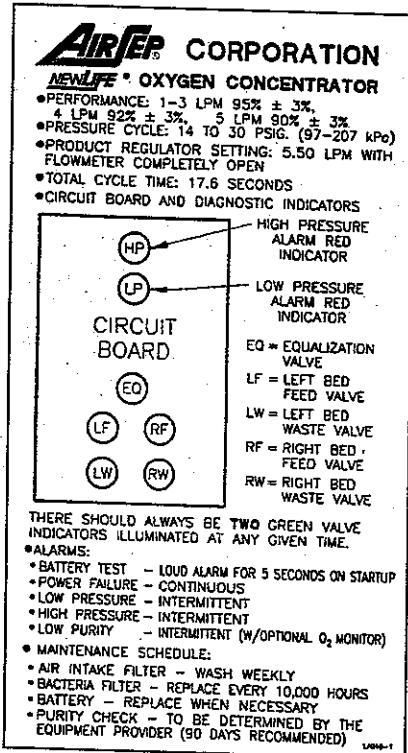 AIRSEP® CORPORATION
NEWLIFE® OXYGEN CONCENTRATOR
•PERFORMANCE: 1-3 LPM 95% ± 3%,
4 LPM 92% ± 3%, 5 LPM 90% ± 3%
•PRESSURE CYCLE: 14 TO 30 PSIG. (97-207 kPa)
•PRODUCT REGULATOR SETTING: 5.50 LPM WITH
FLOWMETER COMPLETELY OPEN
•TOTAL CYCLE TIME: 17.6 SECONDS
•CIRCUIT BOARD AND DIAGNOSTIC INDICATORS
HP
HIGH PRESSURE
ALARM RED
INDICATOR
LP
LOW PRESSURE
ALARM RED
INDICATOR
CIRCUIT
BOARD
EQ
LF
RF
LW
RW
EQ = EQUALIZATION
VALVE
LF = LEFT BED
FEED VALVE
LW = LEFT BED
WASTE VALVE
RF = RIGHT BED
FEED VALVE
RW = RIGHT BED
WASTE VALVE
THERE SHOULD ALWAYS BE TWO GREEN VALVE
INDICATORS ILLUMINATED AT ANY GIVEN TIME.
•ALARMS:
•BATTERY TEST - LOUD ALARM FOR 5 SECONDS ON STARTUP
•POWER FAILURE - CONTINUOUS
•LOW PRESSURE - INTERMITTENT
•HIGH PRESSURE - INTERMITTENT
•LOW PURITY - INTERMITTENT (W/OPTIONAL O₂ MONITOR)
• MAINTENANCE SCHEDULE:
• AIR INTAKE FILTER - WASH WEEKLY
• BACTERIA FILTER - REPLACE EVERY 10,000 HOURS
• BATTERY - REPLACE WHEN NECESSARY
• PURITY CHECK - TO BE DETERMINED BY THE
EQUIPMENT PROVIDER (90 DAYS RECOMMENDED)